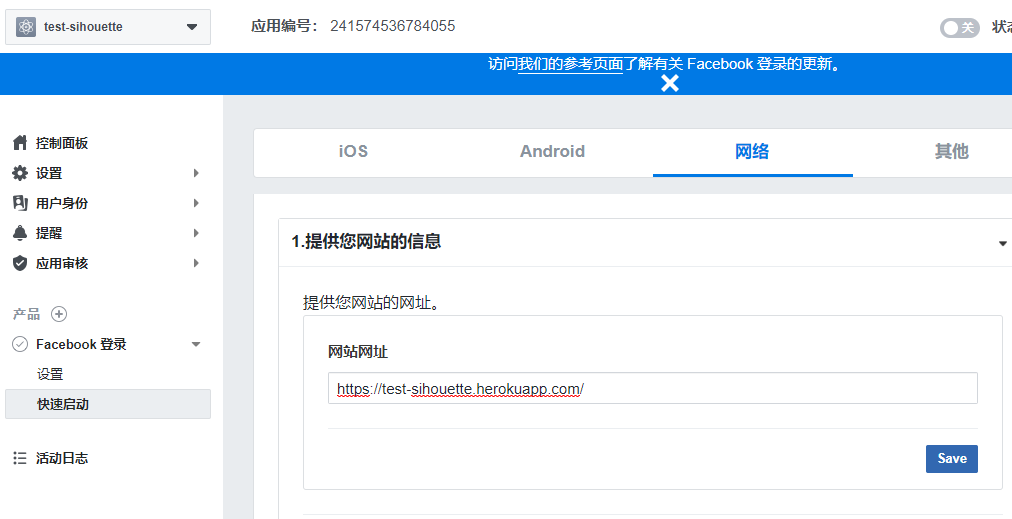 test-sihouette
应用编号： 241574536784055
关
状态
访问我们的参考页面了解有关 Facebook 登录的更新。
控制面板
设置
用户身份
提醒
应用审核
产品
Facebook 登录
设置
快速启动
活动日志
iOS
Android
网络
其他
1.提供您网站的信息
提供您网站的网址。
网站网址
https://test-sihouette.herokuapp.com/
Save